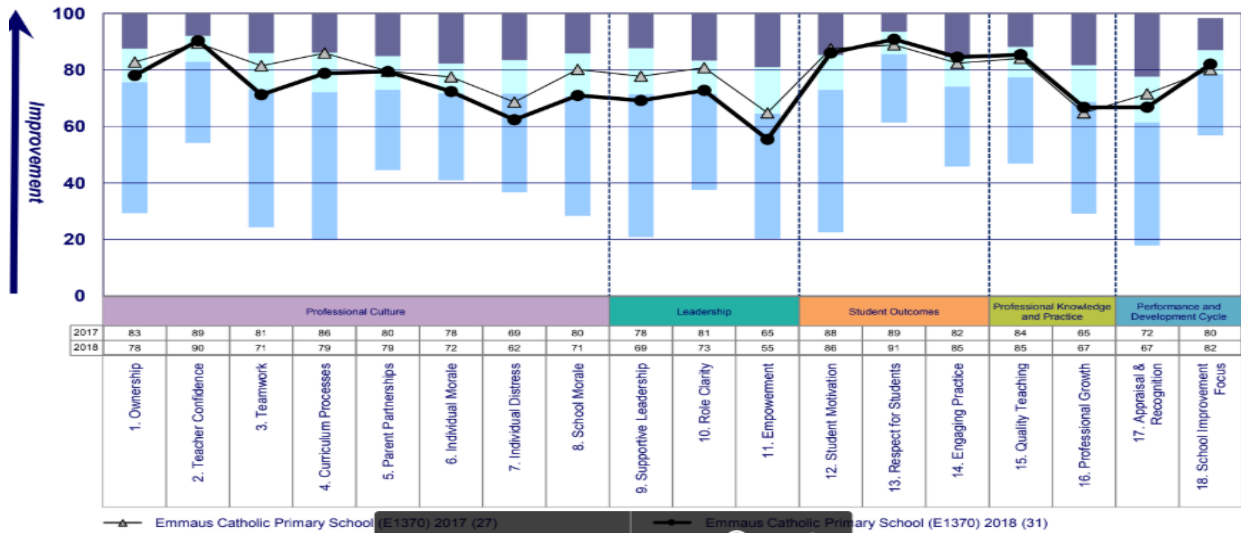 Improvement
100
80
60
40
20
0
Professional Culture
Leadership
Student Outcomes
Professional Knowledge
and Practice
Performance and
Development Cycle
2017 83 89 81 86 80 78 69 80 78 81 65 88 89 82 84 65 72 80
2018 78 90 71 79 79 72 62 71 69 73 55 86 91 85 85 67 67 82
1. Ownership
2. Teacher Confidence
3. Teamwork
4. Curriculum Processes
5. Parent Partnerships
6. Individual Morale
7. Individual Distress
8. School Morale
9. Supportive Leadership
10. Role Clarity
11. Empowerment
12. Student Motivation
13. Respect for Students
14. Engaging Practice
15. Quality Teaching
16. Professional Growth
17. Appraisal &
Recognition
18. School Improvement
Focus
Emmaus Catholic Primary School (E1370) 2017 (27)
Emmaus Catholic Primary School (E1370) 2018 (31)